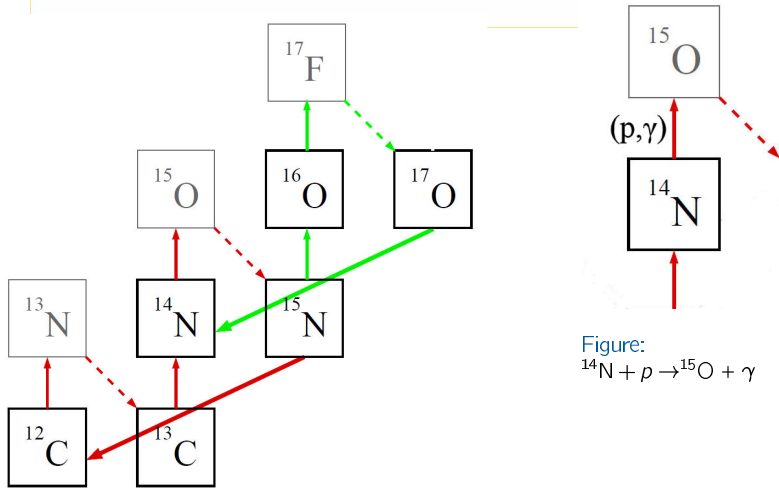 ¹⁷F
¹⁵O
¹⁶O
¹⁷O
¹³N
¹⁴N
¹⁵N
¹²C
¹³C
¹⁵O
(p,γ)
¹⁴N
Figure:
¹⁴N + p →¹⁵O + γ